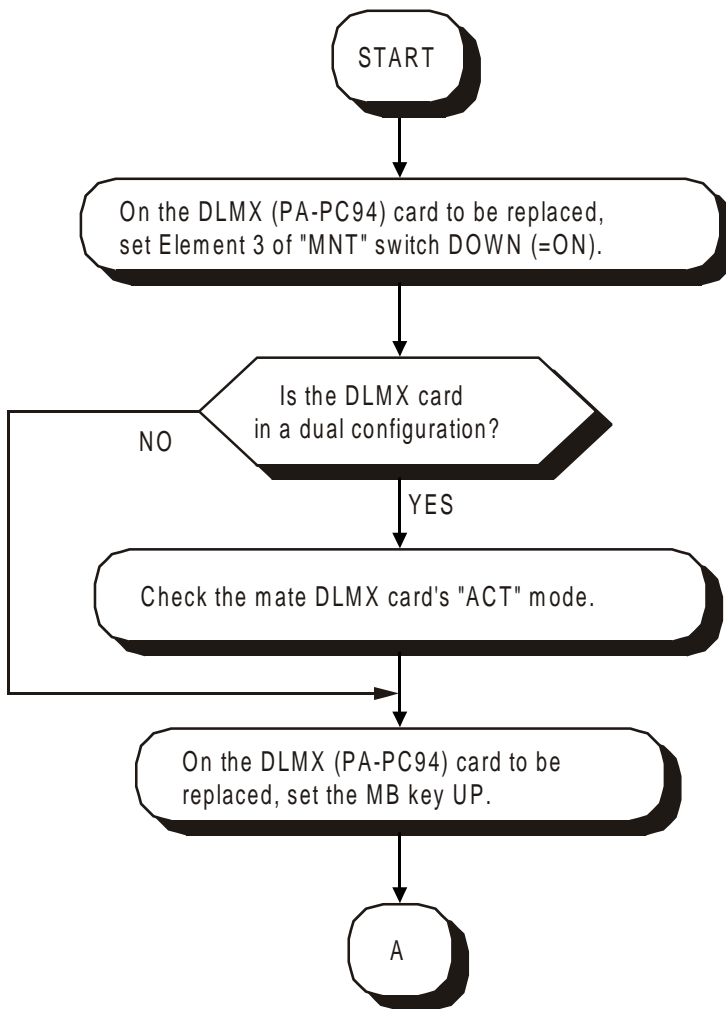 START
On the DLMX (PA-PC94) card to be replaced,
set Element 3 of "MNT" switch DOWN (=ON).
Is the DLMX card
in a dual configuration?
NO
YES
Check the mate DLMX card's "ACT" mode.
On the DLMX (PA-PC94) card to be
replaced, set the MB key UP.
A